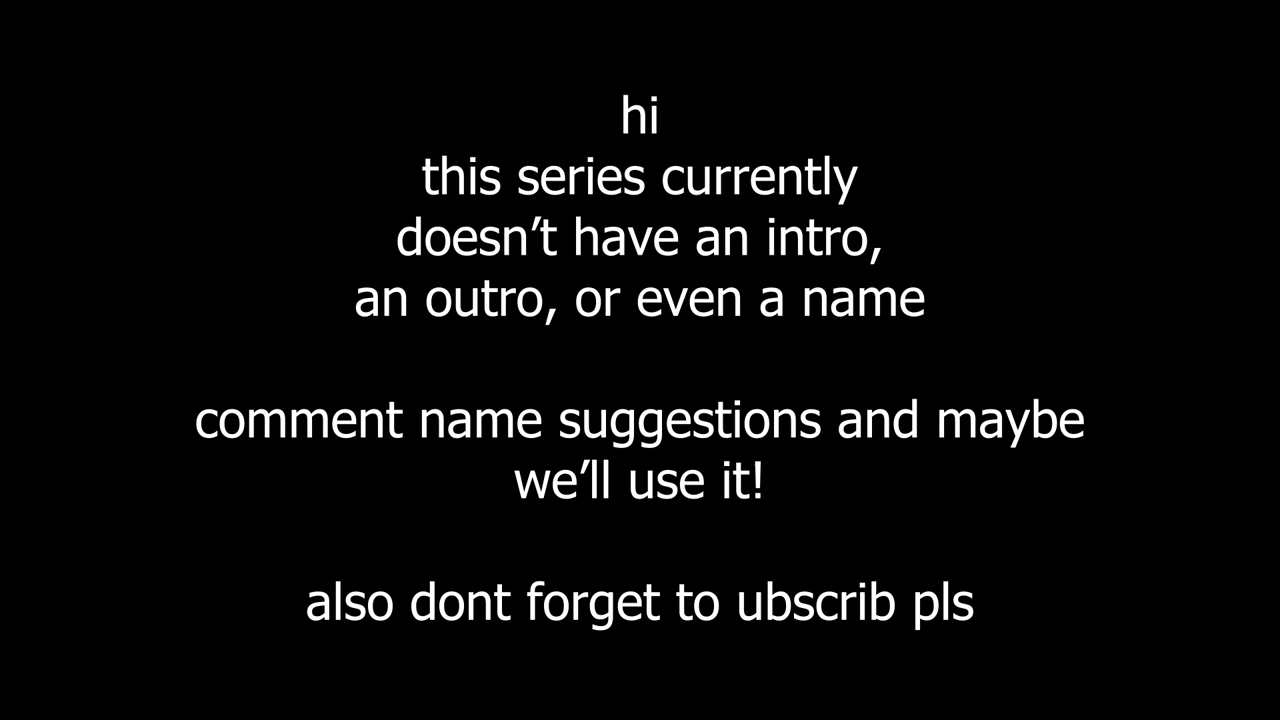 hi
this series currently
doesn’t have an intro,
an outro, or even a name
comment name suggestions and maybe
we’ll use it!
also dont forget to ubscrib pls